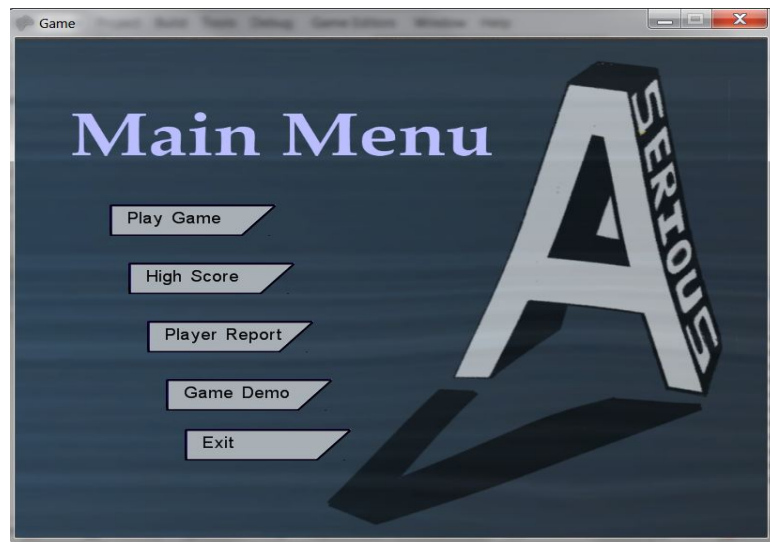 Game
Main Menu
Play Game
High Score
Player Report
Game Demo
Exit
A
SERIOUS